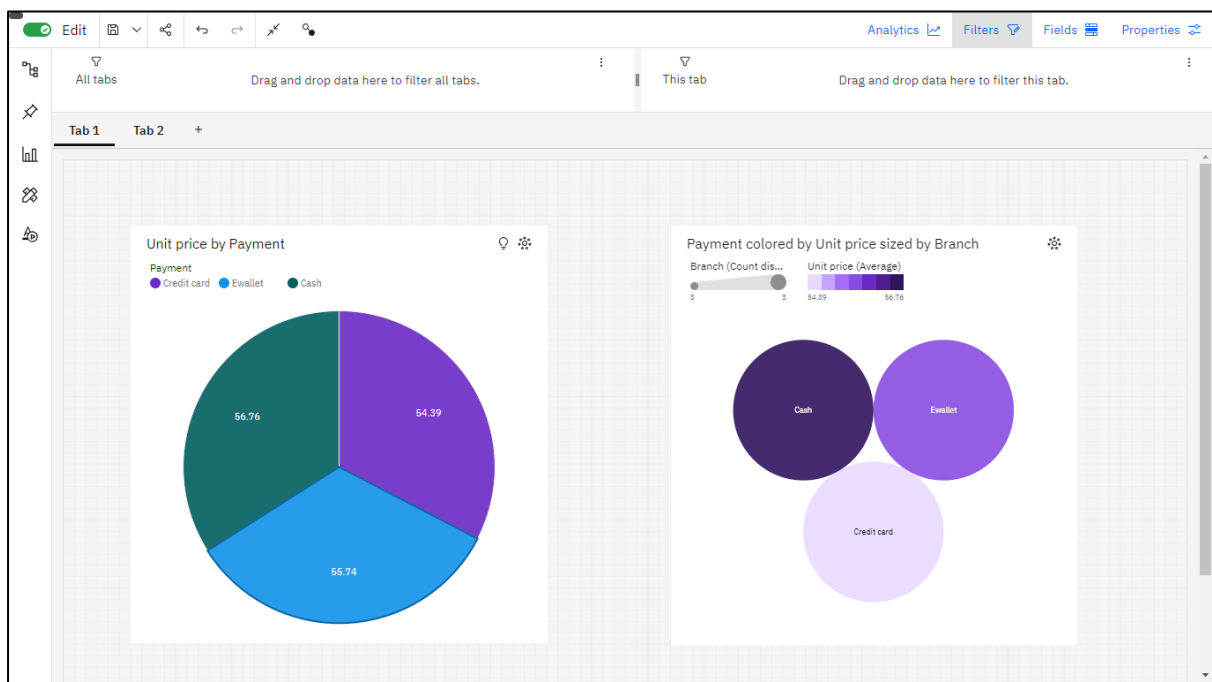 Edit
Analytics
Filters
Fields
Properties
All tabs
Drag and drop data here to filter all tabs.
This tab
Drag and drop data here to filter this tab.
Tab 1
Tab 2
+
Unit price by Payment
Payment
Credit card
Ewallet
Cash
56.76
54.39
55.74
Payment colored by Unit price sized by Branch
Branch (Count dis...
Unit price (Average)
3
3
54.39
56.76
Cash
Ewallet
Credit card